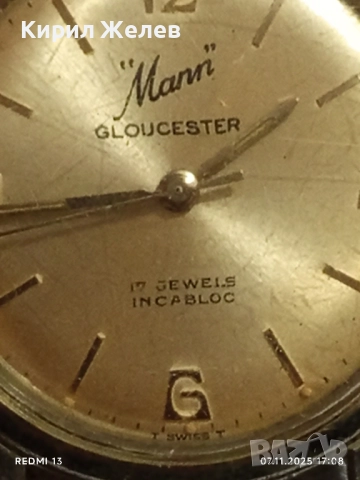 Кирил Желев
12
"Mann"
GLOUCESTER
17 JEWELS
INCABLOC
6
T SWISS T
REDMI 13
07.11.2025 17:08